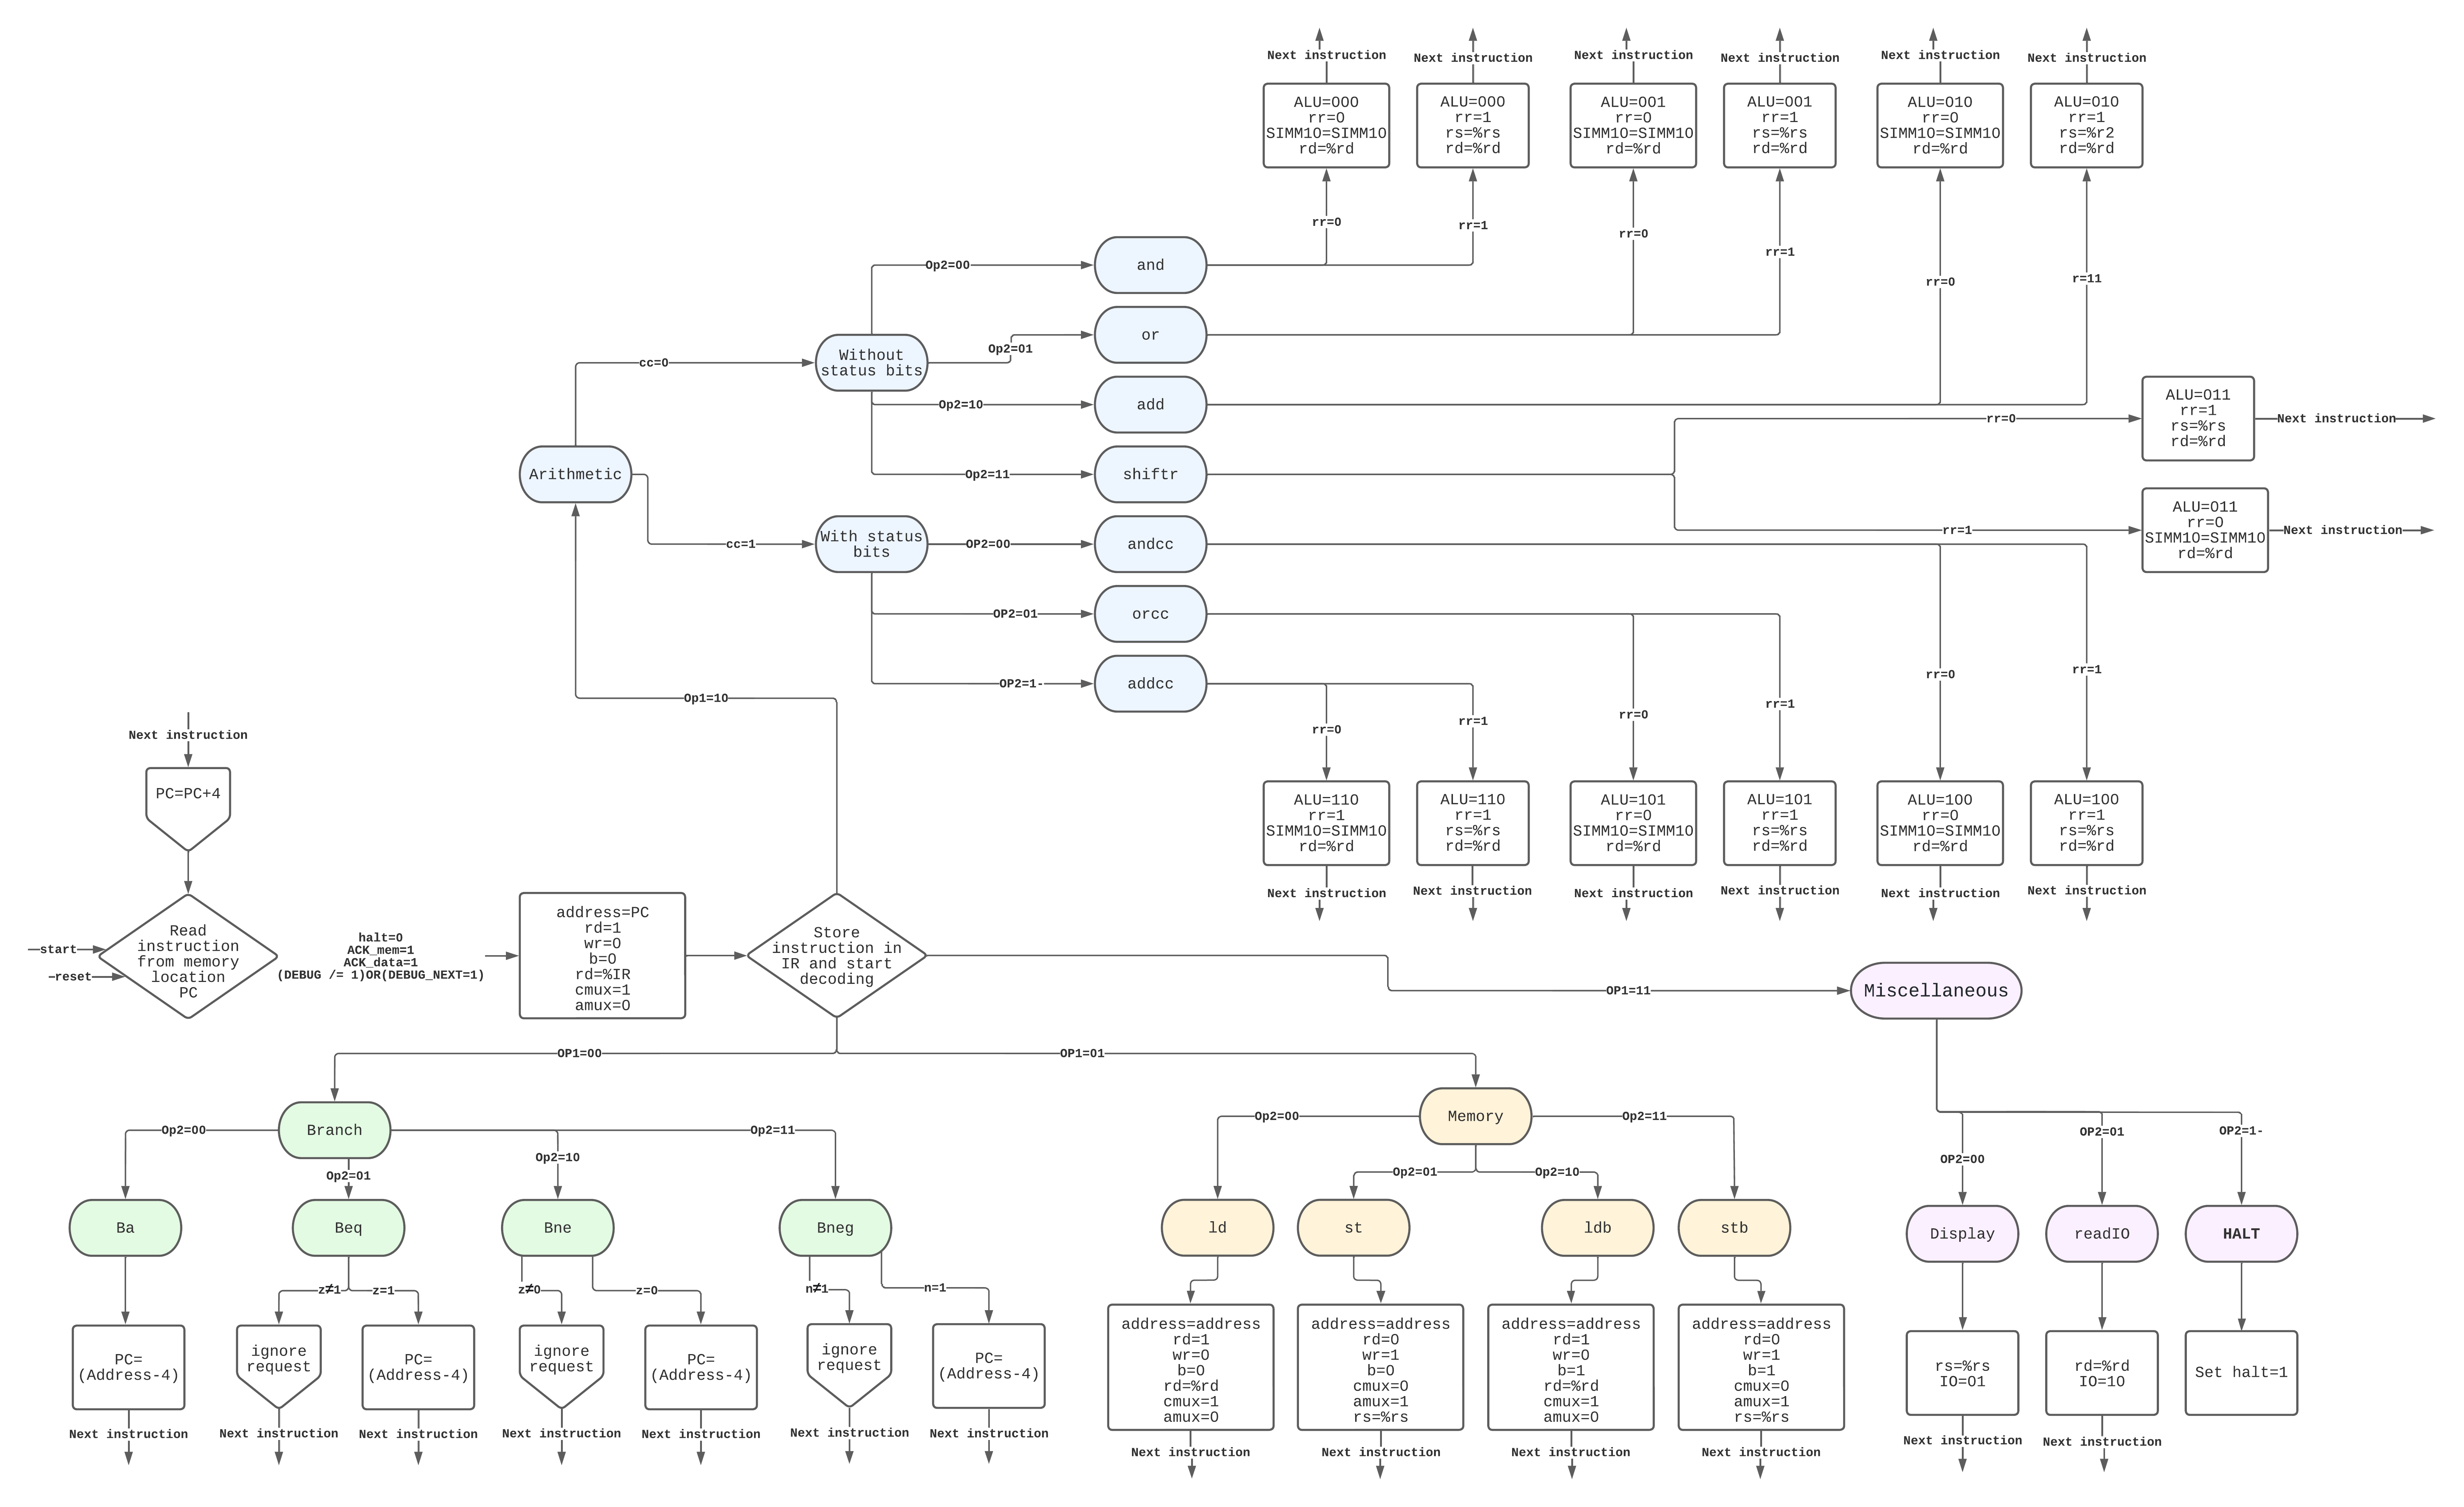 Next instruction
Next instruction
Next instruction
Next instruction
Next instruction
Next instruction
ALU=000
rr=0
SIMM10=SIMM10
rd=%rd
ALU=000
rr=1
rs=%rs
rd=%rd
ALU=001
rr=0
SIMM10=SIMM10
rd=%rd
ALU=001
rr=1
rs=%rs
rd=%rd
ALU=010
rr=0
SIMM10=SIMM10
rd=%rd
ALU=010
rr=1
rs=%r2
rd=%rd
rr=0
rr=1
rr=0
rr=1
rr=0
r=11
Op2=00
and
Op2=01
or
cc=0
Without
status bits
Op2=10
add
rr=0
ALU=011
rr=1
rs=%rs
rd=%rd
Next instruction
Arithmetic
Op2=11
shiftr
rr=1
ALU=011
rr=0
SIMM10=SIMM10
rd=%rd
Next instruction
cc=1
With status
bits
OP2=00
andcc
OP2=01
orcc
OP2=1-
addcc
Op1=10
rr=0
rr=1
rr=0
rr=1
rr=0
rr=1
ALU=110
rr=1
SIMM10=SIMM10
rd=%rd
ALU=110
rr=1
rs=%rs
rd=%rd
ALU=101
rr=0
SIMM10=SIMM10
rd=%rd
ALU=101
rr=1
rs=%rs
rd=%rd
ALU=100
rr=0
SIMM10=SIMM10
rd=%rd
ALU=100
rr=1
rs=%rs
rd=%rd
Next instruction
Next instruction
Next instruction
Next instruction
Next instruction
Next instruction
Next instruction
PC=PC+4
start
reset
Read
instruction
from memory
location
PC
halt=0
ACK_mem=1
ACK_data=1
(DEBUG /= 1)OR(DEBUG_NEXT=1)
address=PC
rd=1
wr=0
b=0
rd=%IR
cmux=1
amux=0
Store
instruction in
IR and start
decoding
OP1=11
Miscellaneous
OP1=00
OP1=01
Branch
Op2=00
Op2=01
Op2=10
Op2=11
Memory
Op2=00
Op2=01
Op2=10
Op2=11
OP2=00
OP2=01
OP2=1-
Ba
Beq
Bne
Bneg
ld
st
ldb
stb
Display
readIO
HALT
z≠1
z=1
z≠0
z=0
n≠1
n=1
PC=
(Address-4)
ignore
request
PC=
(Address-4)
ignore
request
PC=
(Address-4)
ignore
request
PC=
(Address-4)
address=address
rd=1
wr=0
b=0
rd=%rd
cmux=1
amux=0
address=address
rd=0
wr=1
b=0
cmux=0
amux=1
rs=%rs
address=address
rd=1
wr=0
b=1
rd=%rd
cmux=1
amux=0
address=address
rd=0
wr=1
b=1
cmux=0
amux=1
rs=%rs
rs=%rs
IO=01
rd=%rd
IO=10
Set halt=1
Next instruction
Next instruction
Next instruction
Next instruction
Next instruction
Next instruction
Next instruction
Next instruction
Next instruction
Next instruction
Next instruction
Next instruction
Next instruction